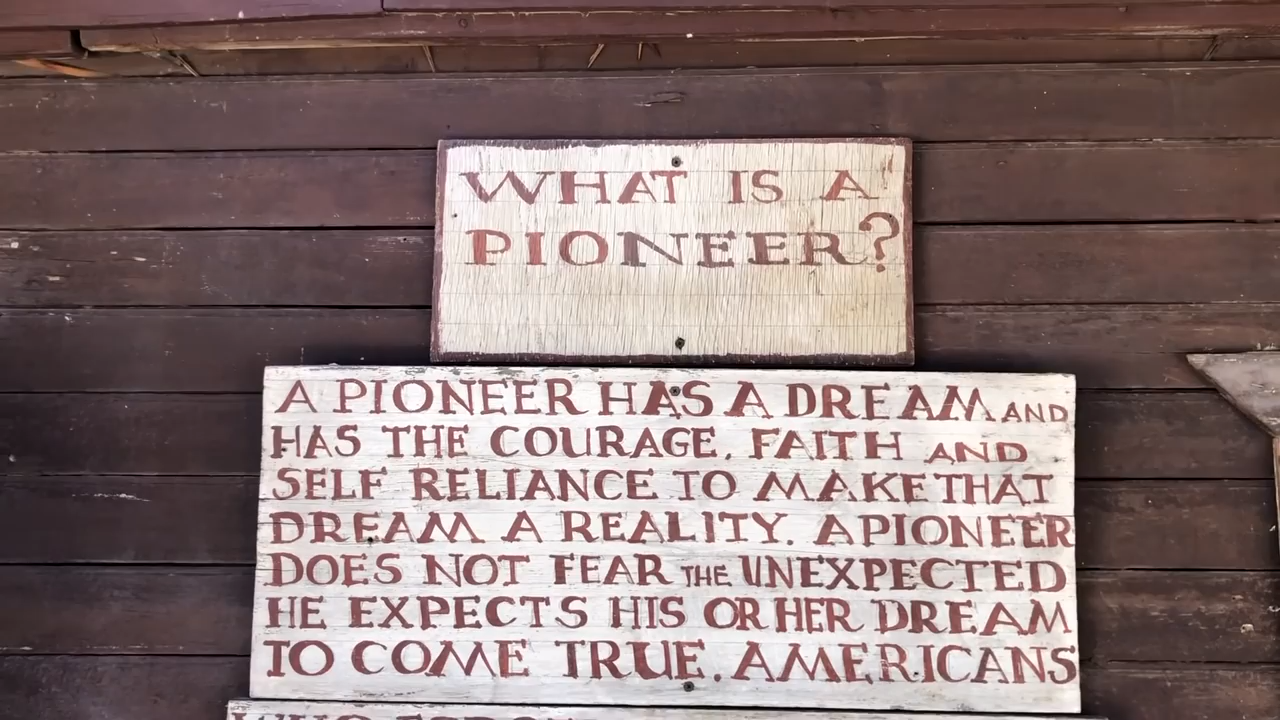 WHAT IS A
PIONEER?
A PIONEER HAS A DREAM AND
HAS THE COURAGE, FAITH AND
SELF RELIANCE TO MAKE THAT
DREAM A REALITY. A PIONEER
DOES NOT FEAR THE UNEXPECTED
HE EXPECTS HIS OR HER DREAM
TO COME TRUE. AMERICANS